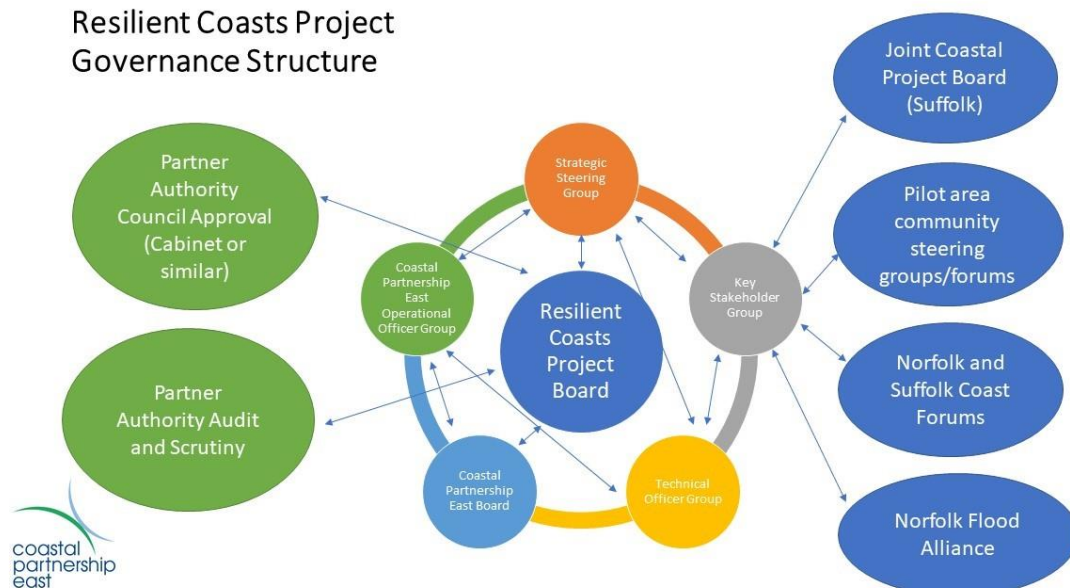 Resilient Coasts Project
Governance Structure
Partner
Authority
Council Approval
(Cabinet or
similar)
Partner
Authority Audit
and Scrutiny
Strategic
Steering
Group
Coastal
Partnership
East
Operational
Officer Group
Resilient
Coasts
Project
Board
Key
Stakeholder
Group
Coastal
Partnership
East Board
Technical
Officer Group
Joint Coastal
Project Board
(Suffolk)
Pilot area
community
steering
groups/forums
Norfolk and
Suffolk Coast
Forums
Norfolk Flood
Alliance
coastal
partnership
east